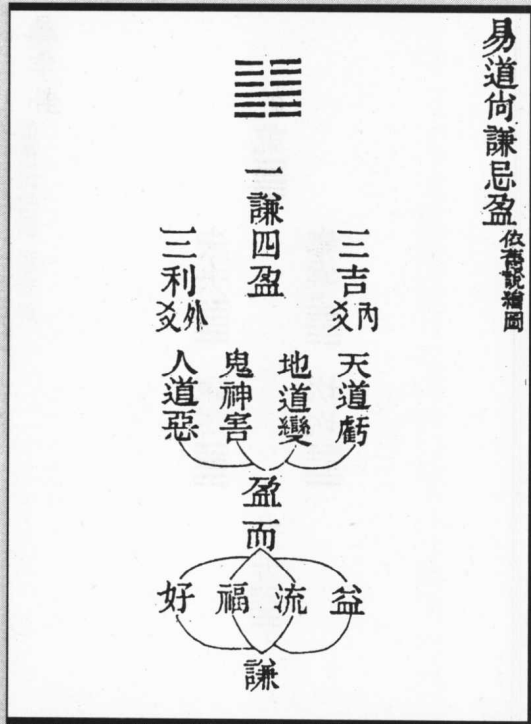 易道尙謙忌盈
依舊說繪圖
一謙四盈
三吉內爻
三利外爻
天道虧
地道變
鬼神害
人道惡
盈而
益
流
福
好
謙